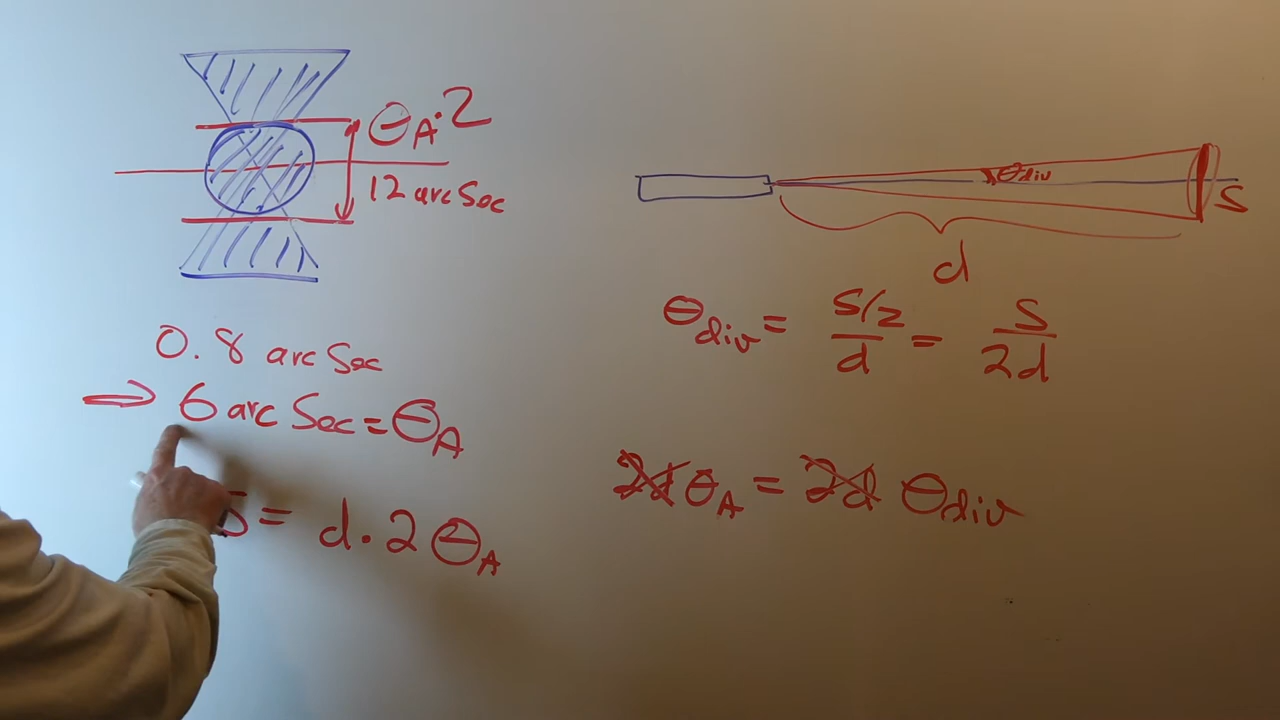 ΘA·2
12 arc Sec
0.8 arc Sec
6 arc Sec = ΘA
= d·2ΘA
Θdiv
S
d
Θdiv = S/2 / d = S / 2d
2d ΘA = 2d Θdiv